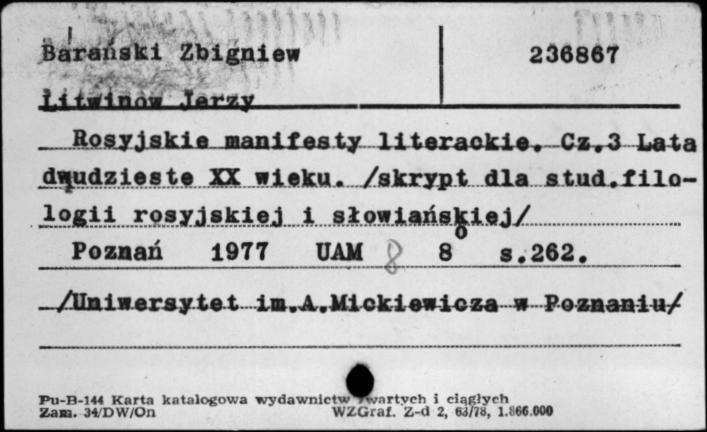 Barański Zbigniew 236867
Litwinow Jerzy
Rosyjskie manifesty literackie. Cz.3 Lata
dwudzieste XX wieku. /skrypt dla stud.filo-
logii rosyjskiej i słowiańskiej/
Poznań 1977 UAM 8 8° s.262.
/Uniwersytet im.A.Mickiewicza w Poznaniu/
Pu-B-144 Karta katalogowa wydawnictw zwartych i ciągłych
Zam. 34/DW/On WZGraf. Z-d 2, 63/78, 1.866.000